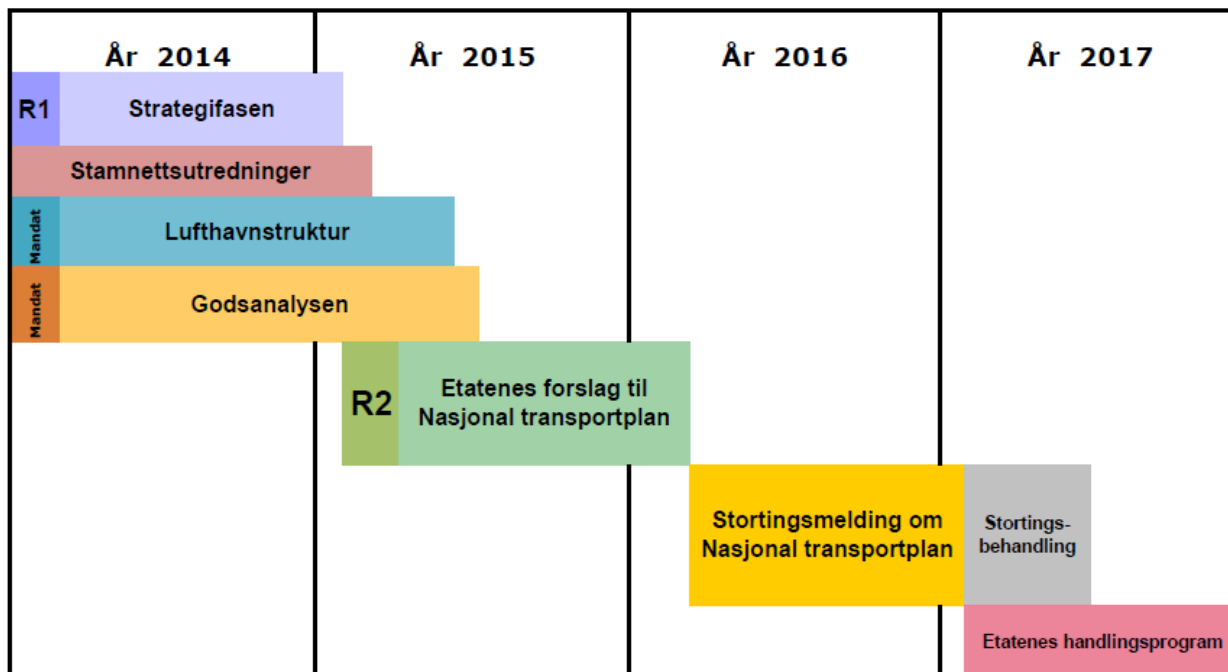 År 2014
År 2015
År 2016
År 2017
R1
Strategifasen
Stamnettsutredninger
Mandat
Lufthavnstruktur
Mandat
Godsanalysen
R2
Etatenes forslag til
Nasjonal transportplan
Stortingsmelding om
Nasjonal transportplan
Stortings-
behandling
Etatenes handlingsprogram